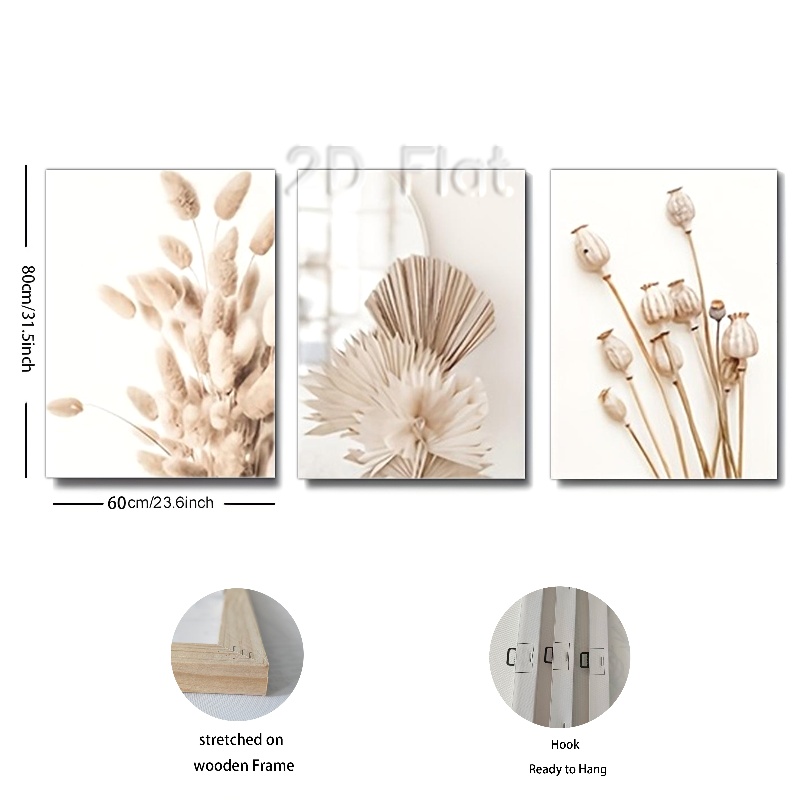 2D Flat.
80cm/31.5inch
60cm/23.6inch
stretched on
wooden Frame
Hook
Ready to Hang